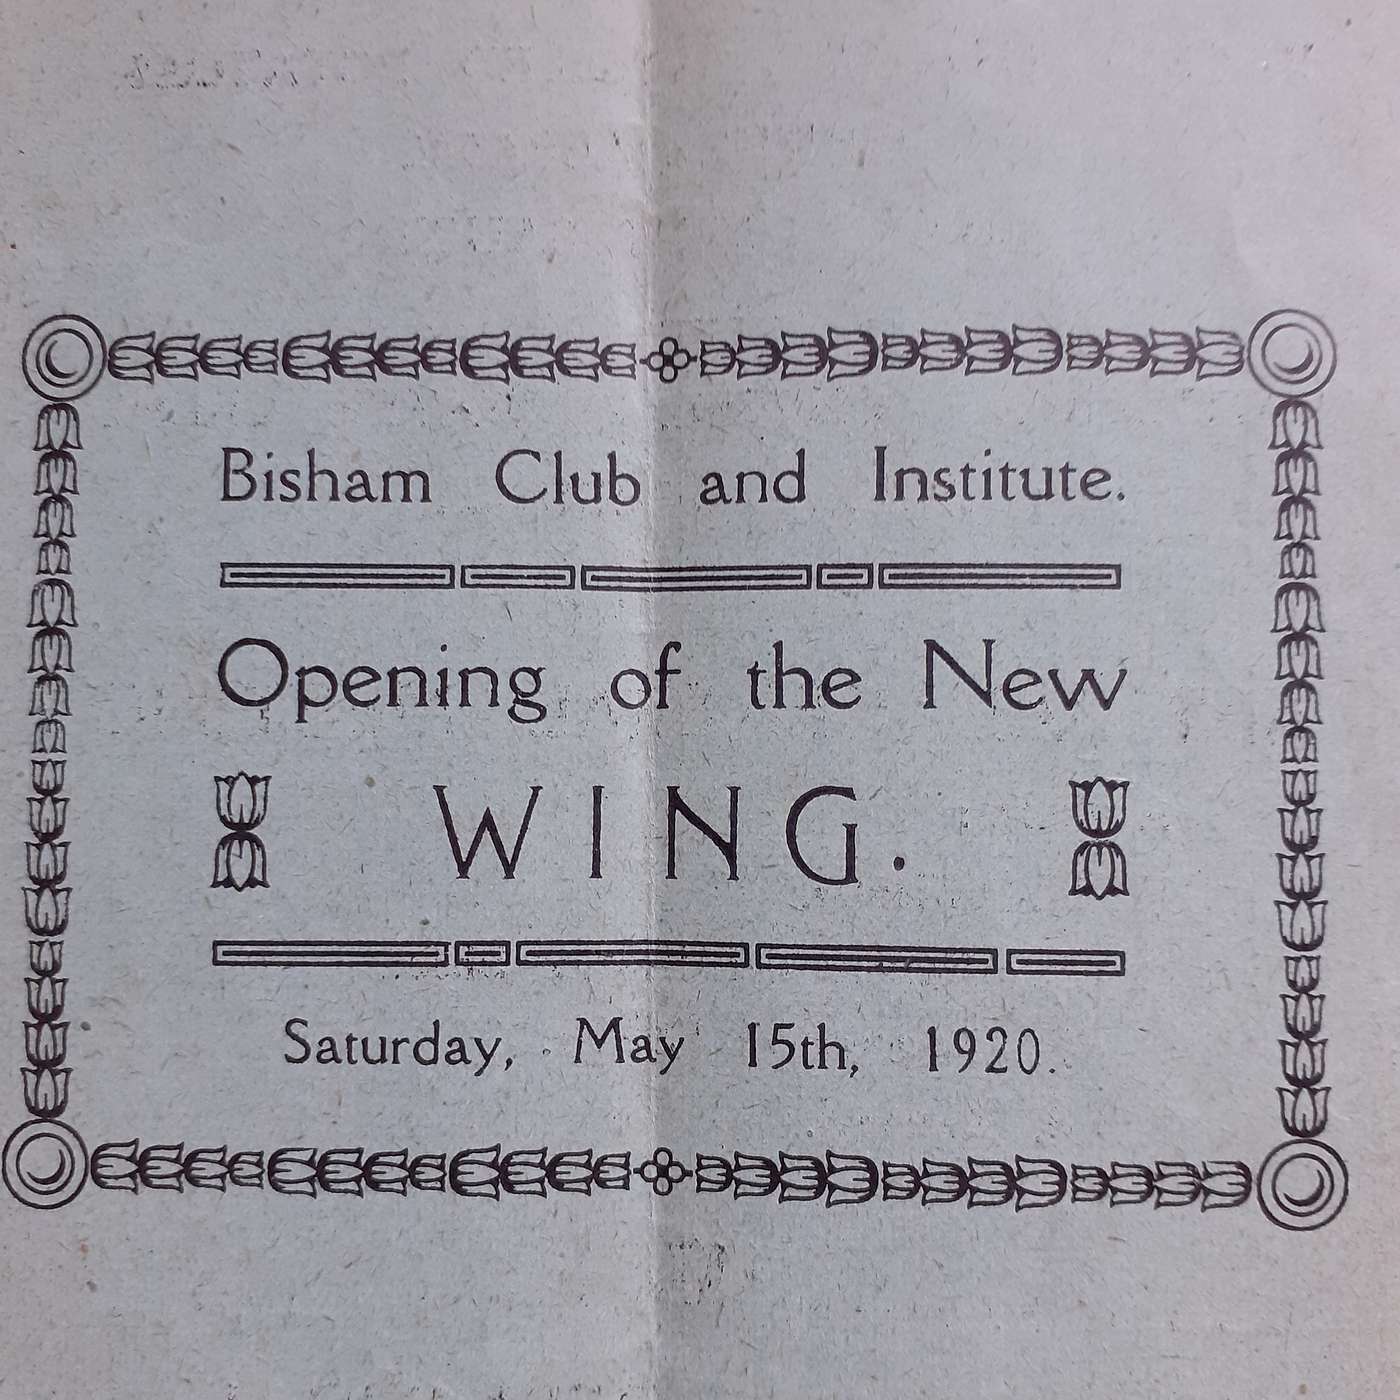 Bisham Club and Institute.
Opening of the New
WING.
Saturday, May 15th, 1920.